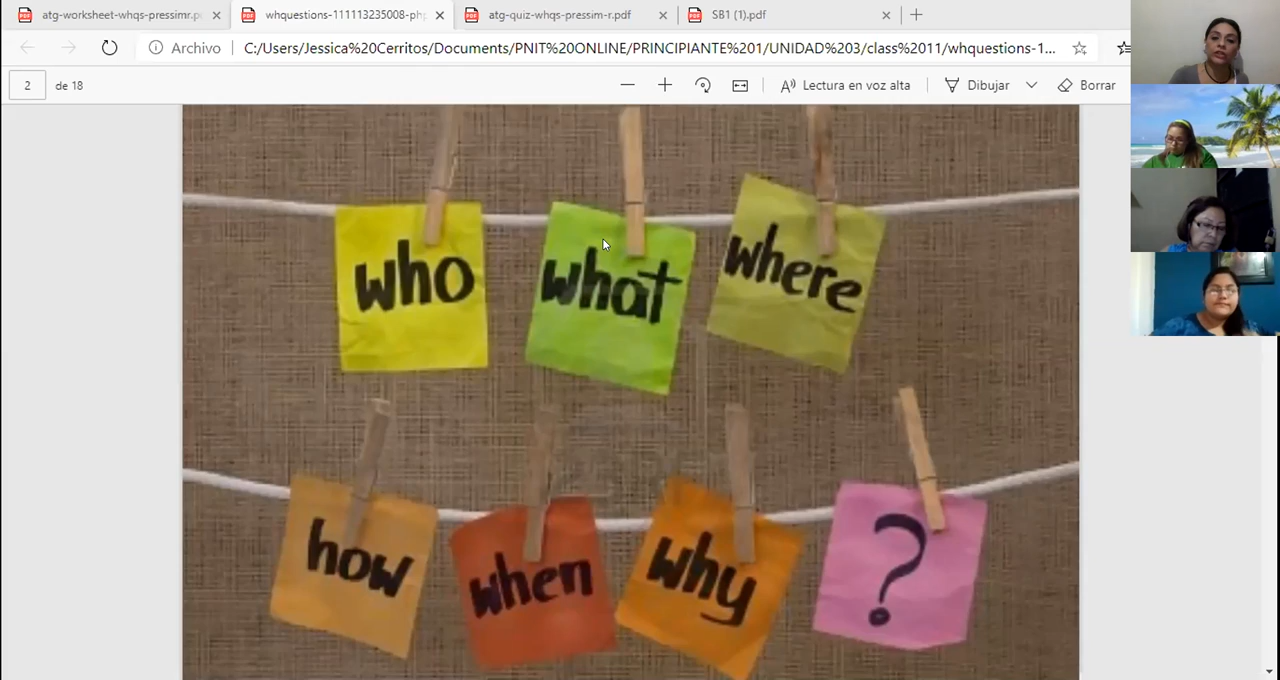 atg-worksheet-whqs-pressimr.p
whquestions-111113235008-php
atg-quiz-whqs-pressim-r.pdf
SB1 (1).pdf
Archivo
C:/Users/Jessica%20Cerritos/Documents/PNIT%20ONLINE/PRINCIPIANTE%201/UNIDAD%203/class%2011/whquestions-1...
2
de 18
Lectura en voz alta
Dibujar
Borrar
who
what
where
how
when
why
?